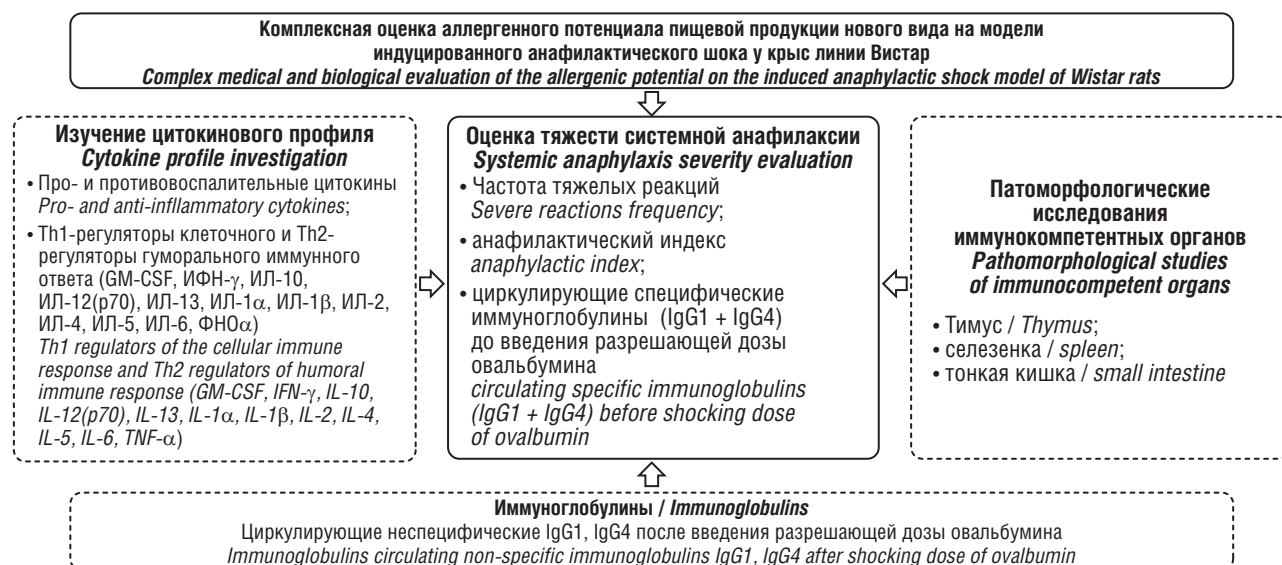 Комплексная оценка аллергенного потенциала пищевой продукции нового вида на модели
индуцированного анафилактического шока у крыс линии Вистар
Complex medical and biological evaluation of the allergenic potential on the induced anaphylactic shock model of Wistar rats
Изучение цитокинового профиля
Cytokine profile investigation
• Про- и противовоспалительные цитокины
Pro- and anti-infllammatory cytokines;
• Th1-регуляторы клеточного и Th2-
регуляторы гуморального иммунного
ответа (GM-CSF, ИФН-γ, ИЛ-10,
ИЛ-12(p70), ИЛ-13, ИЛ-1α, ИЛ-1β, ИЛ-2,
ИЛ-4, ИЛ-5, ИЛ-6, ФНОα)
Th1 regulators of the cellular immune
response and Th2 regulators of humoral
immune response (GM-CSF, IFN-γ, IL-10,
IL-12(p70), IL-13, IL-1α, IL-1β, IL-2, IL-4,
IL-5, IL-6, TNF-α)
Оценка тяжести системной анафилаксии
Systemic anaphylaxis severity evaluation
• Частота тяжелых реакций
Severe reactions frequency;
• анафилактический индекс
anaphylactic index;
• циркулирующие специфические
иммуноглобулины (IgG1 + IgG4)
до введения разрешающей дозы
овальбумина
circulating specific immunoglobulins
(IgG1 + IgG4) before shocking dose
of ovalbumin
Патоморфологические
исследования
иммунокомпетентных органов
Pathomorphological studies
of immunocompetent organs
• Тимус / Thymus;
• селезенка / spleen;
• тонкая кишка / small intestine
Иммуноглобулины / Immunoglobulins
Циркулирующие неспецифические IgG1, IgG4 после введения разрешающей дозы овальбумина
Immunoglobulins circulating non-specific immunoglobulins IgG1, IgG4 after shocking dose of ovalbumin